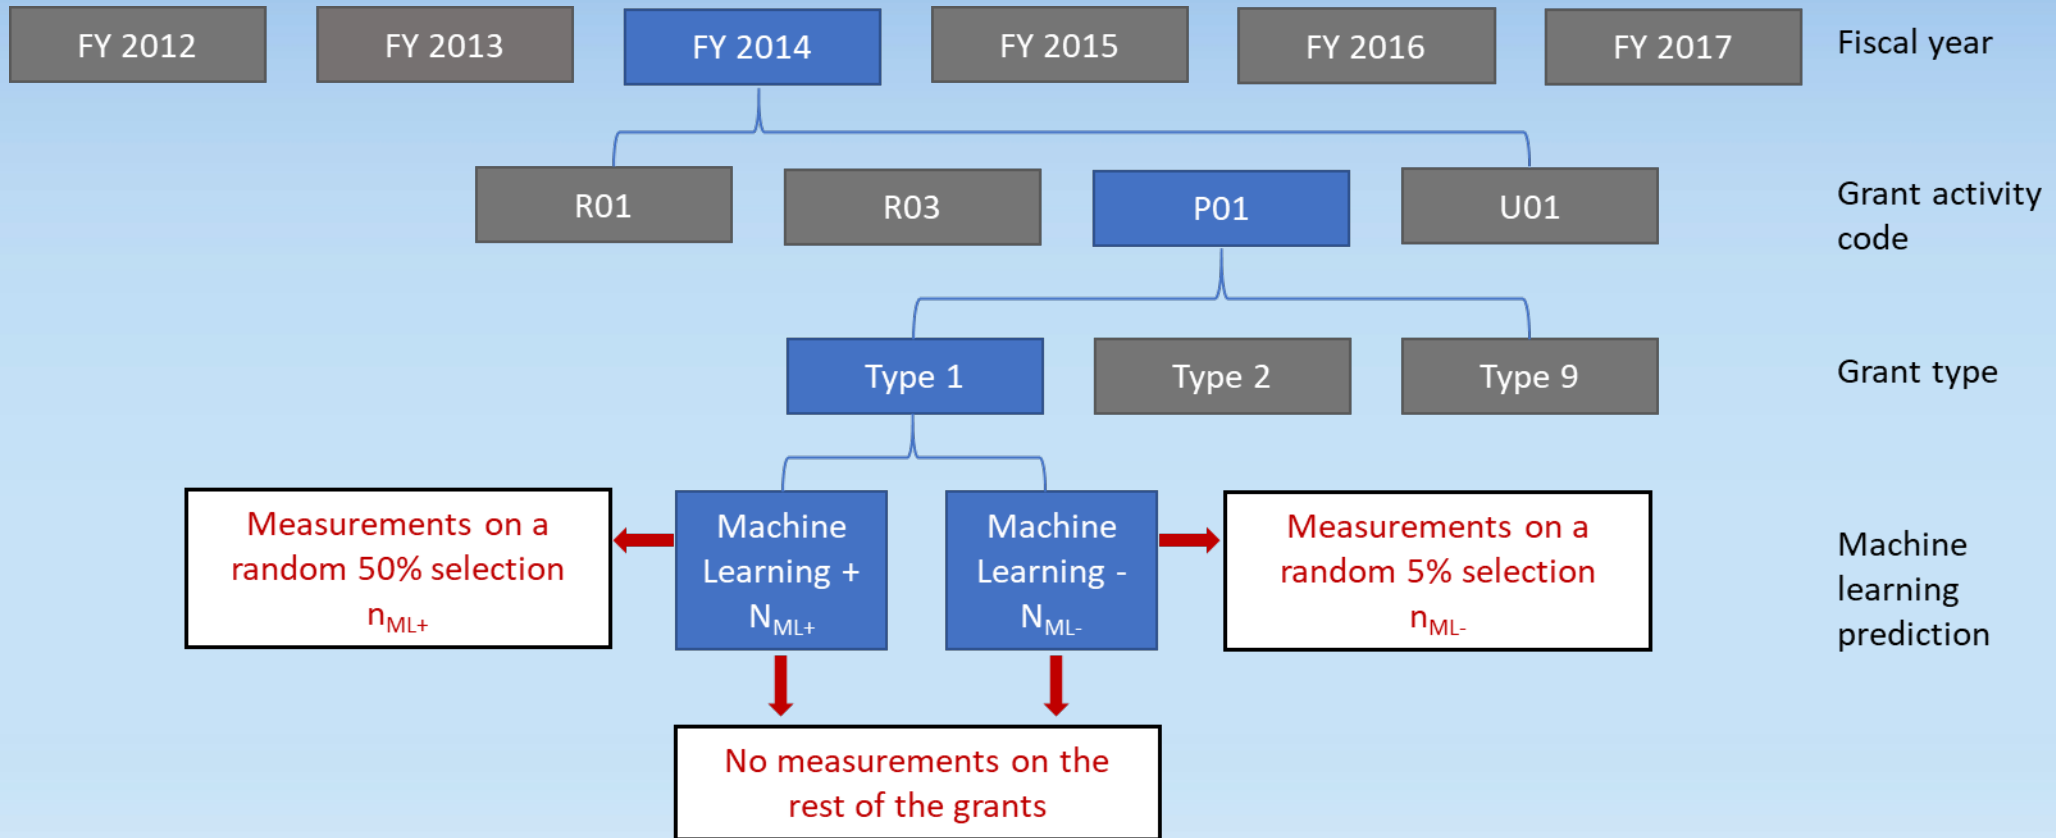 FY 2012
FY 2013
FY 2014
FY 2015
FY 2016
FY 2017
Fiscal year
R01
R03
P01
U01
Grant activity
code
Type 1
Type 2
Type 9
Grant type
Measurements on a
random 50% selection
nML+
Machine
Learning +
NML+
Machine
Learning -
NML-
Measurements on a
random 5% selection
nML-
Machine
learning
prediction
No measurements on the
rest of the grants